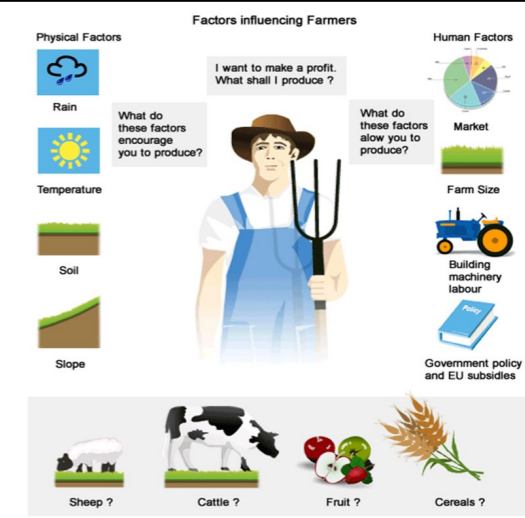 Factors influencing Farmers
Physical Factors
Human Factors
I want to make a profit.
What shall I produce ?
Rain
What do
these factors
encourage
you to produce?
What do
these factors
alow you to
produce?
Market
Temperature
Farm Size
Soil
Building
machinery
labour
Slope
Policy
Government policy
and EU subsidles
Sheep ?
Cattle ?
Fruit ?
Cereals ?